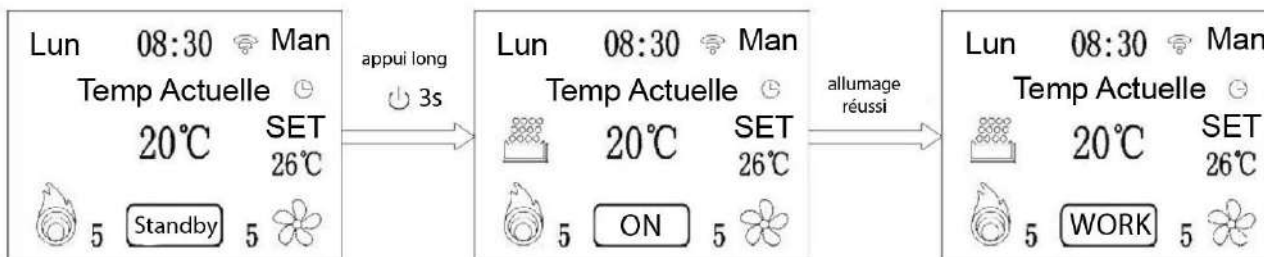 Lun 08:30 Man
Temp Actuelle
20℃
SET
26℃
5 Standby 5
appui long
3s
Lun 08:30 Man
Temp Actuelle
20℃
SET
26℃
5 ON 5
allumage
réussi
Lun 08:30 Man
Temp Actuelle
20℃
SET
26℃
5 WORK 5